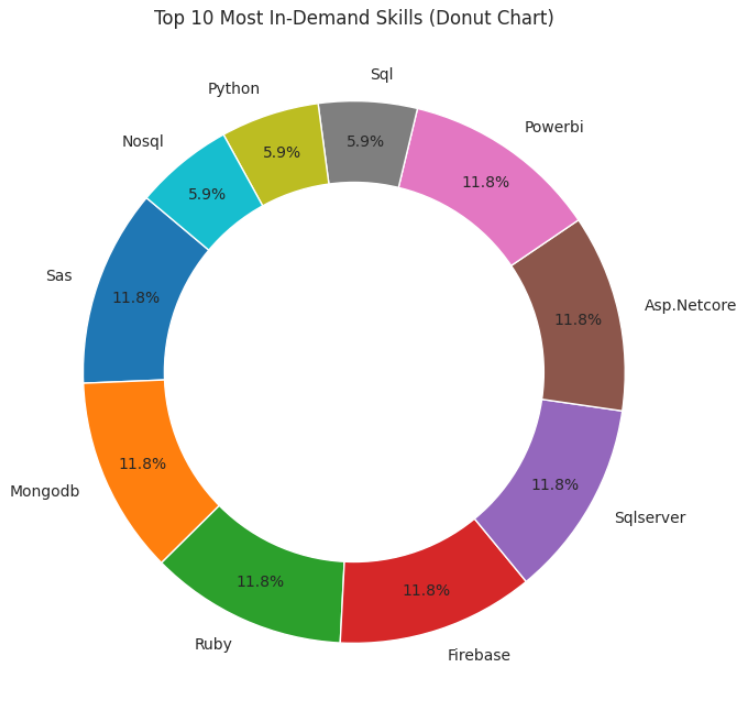 Top 10 Most In-Demand Skills (Donut Chart)
Sql
Python
Powerbi
Nosql
5.9%
5.9%
11.8%
5.9%
Sas
11.8%
Asp.Netcore
11.8%
11.8%
Mongodb
11.8%
Sqlserver
11.8%
Ruby
11.8%
Firebase
11.8%